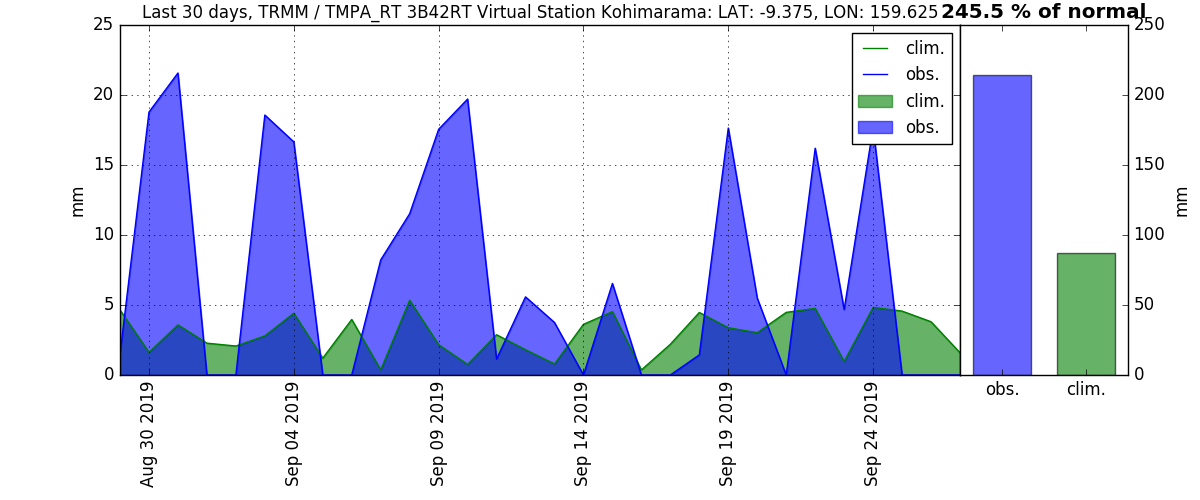 Last 30 days, TRMM / TMPA_RT 3B42RT Virtual Station Kohimarama: LAT: -9.375, LON: 159.625
245.5 % of normal
25
20
15
10
5
0
mm
clim.
obs.
clim.
obs.
250
200
150
100
50
0
mm
obs.
clim.
Aug 30 2019
Sep 04 2019
Sep 09 2019
Sep 14 2019
Sep 19 2019
Sep 24 2019